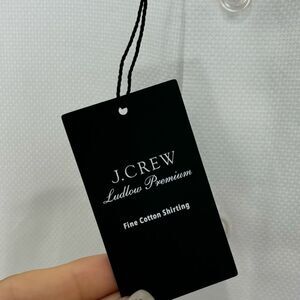 J.CREW
Ludlow Premium
Fine Cotton Shirting